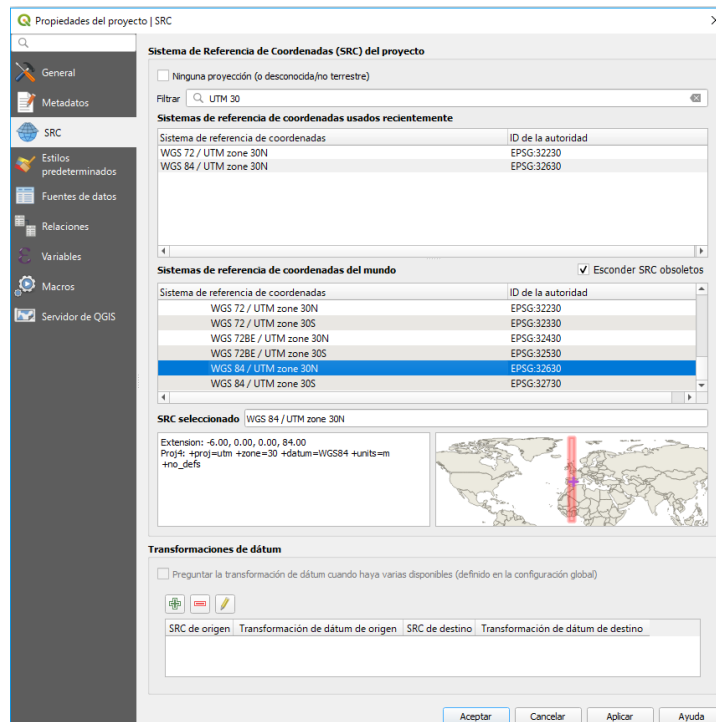 Propiedades del proyecto | SRC
General
Metadatos
SRC
Estilos
predeterminados
Fuentes de datos
Relaciones
Variables
Macros
Servidor de QGIS
Sistema de Referencia de Coordenadas (SRC) del proyecto
Ninguna proyección (o desconocida/no terrestre)
Filtrar UTM 30
Sistemas de referencia de coordenadas usados recientemente
Sistema de referencia de coordenadas ID de la autoridad
WGS 72 / UTM zone 30N EPSG:32230
WGS 84 / UTM zone 30N EPSG:32630
Sistemas de referencia de coordenadas del mundo Esconder SRC obsoletos
Sistema de referencia de coordenadas ID de la autoridad
WGS 72 / UTM zone 30N EPSG:32230
WGS 72 / UTM zone 30S EPSG:32330
WGS 72BE / UTM zone 30N EPSG:32430
WGS 72BE / UTM zone 30S EPSG:32530
WGS 84 / UTM zone 30N EPSG:32630
WGS 84 / UTM zone 30S EPSG:32730
SRC seleccionado WGS 84 / UTM zone 30N
Extension: -6.00, 0.00, 0.00, 84.00
Proj4: +proj=utm +zone=30 +datum=WGS84 +units=m
+no_defs
Transformaciones de dátum
Preguntar la transformación de dátum cuando haya varias disponibles (definido en la configuración global)
SRC de origen Transformación de dátum de origen SRC de destino Transformación de dátum de destino
Aceptar Cancelar Aplicar Ayuda